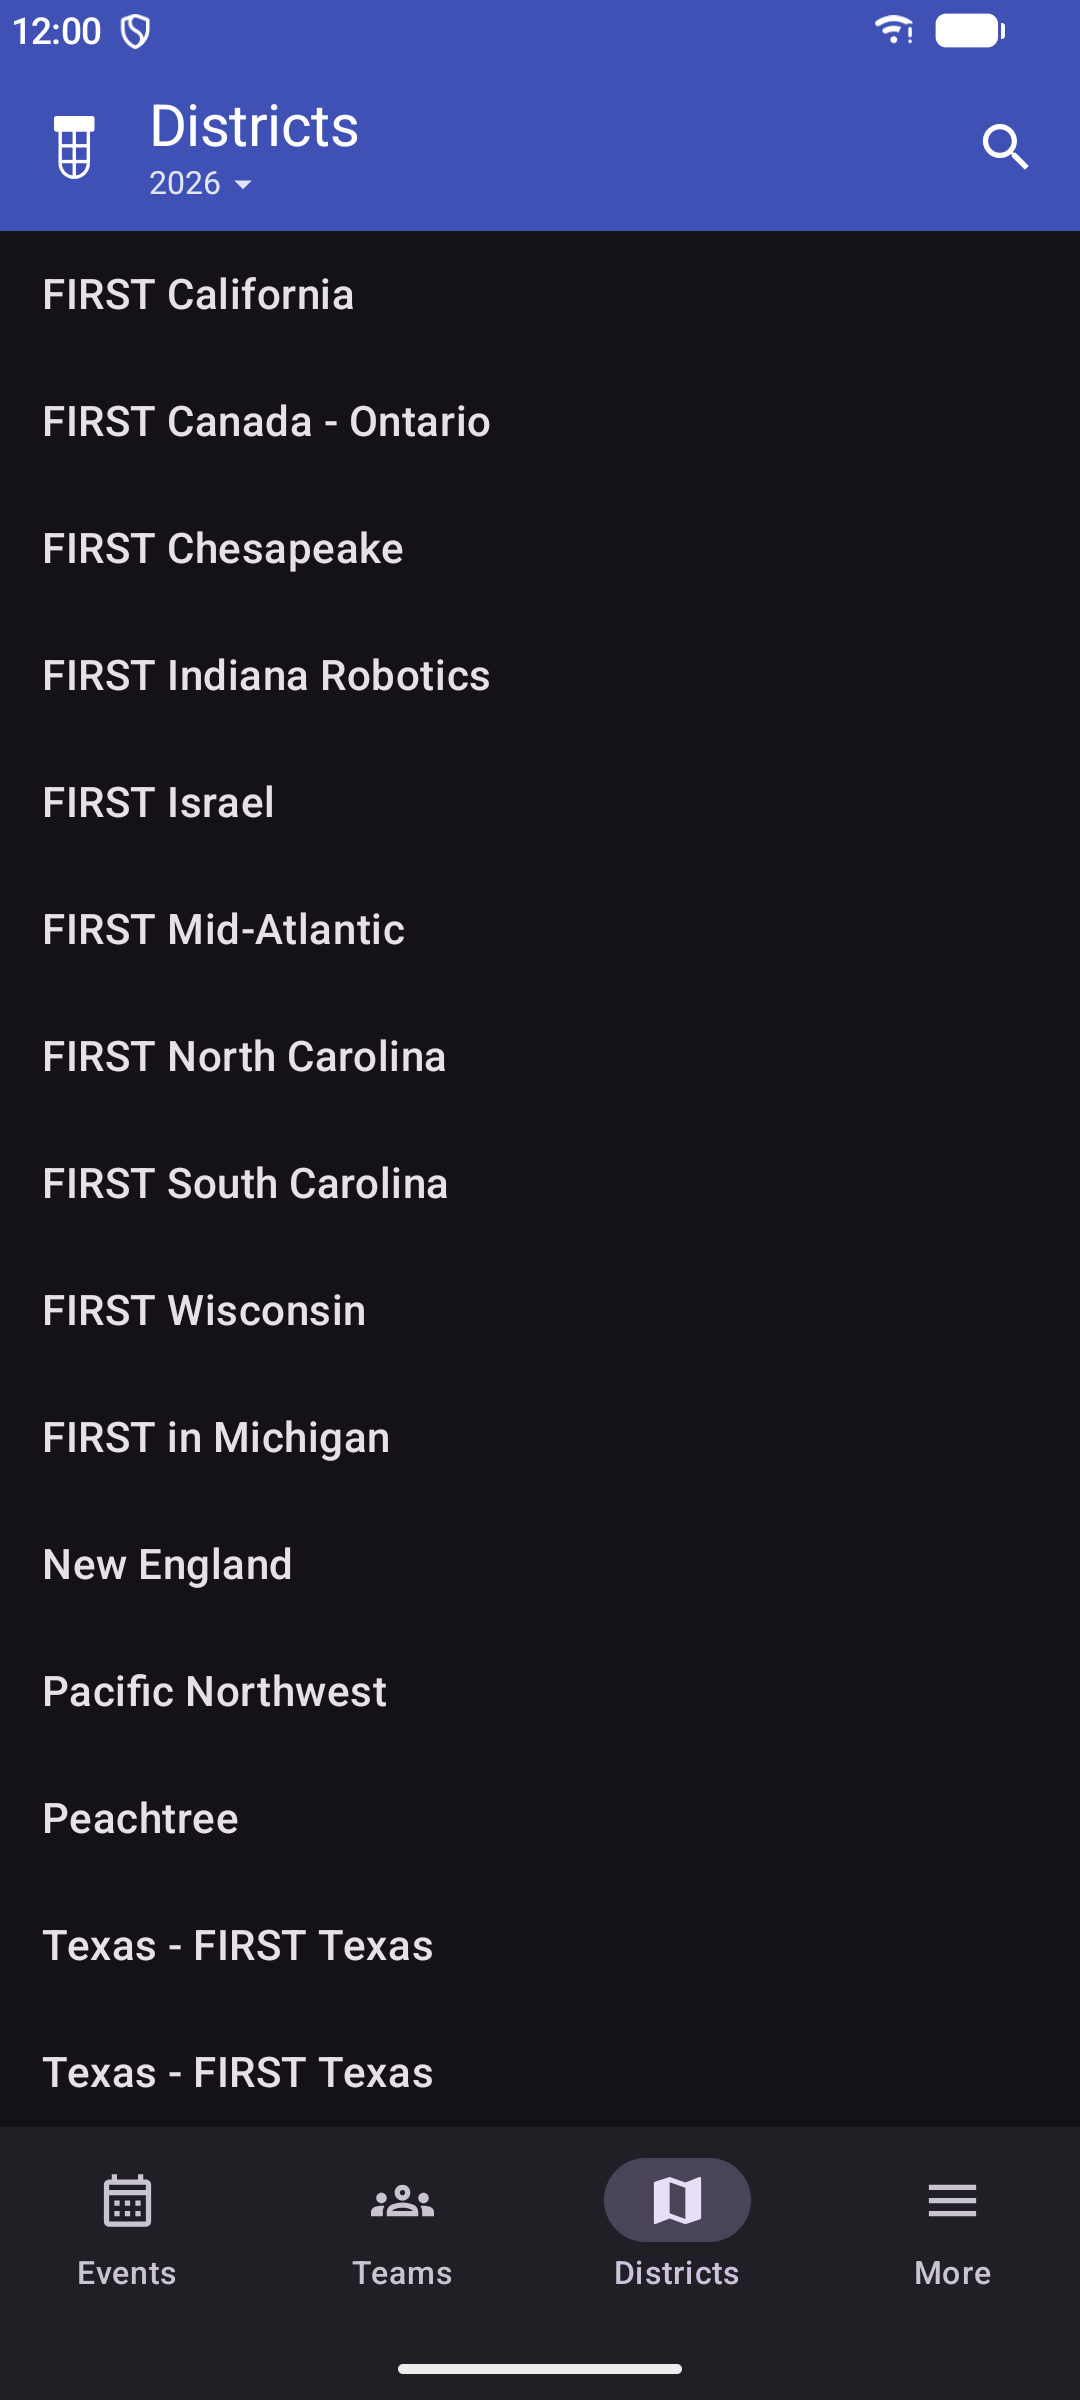 12:00
Districts
2026
FIRST California
FIRST Canada - Ontario
FIRST Chesapeake
FIRST Indiana Robotics
FIRST Israel
FIRST Mid-Atlantic
FIRST North Carolina
FIRST South Carolina
FIRST Wisconsin
FIRST in Michigan
New England
Pacific Northwest
Peachtree
Texas - FIRST Texas
Texas - FIRST Texas
Events
Teams
Districts
More